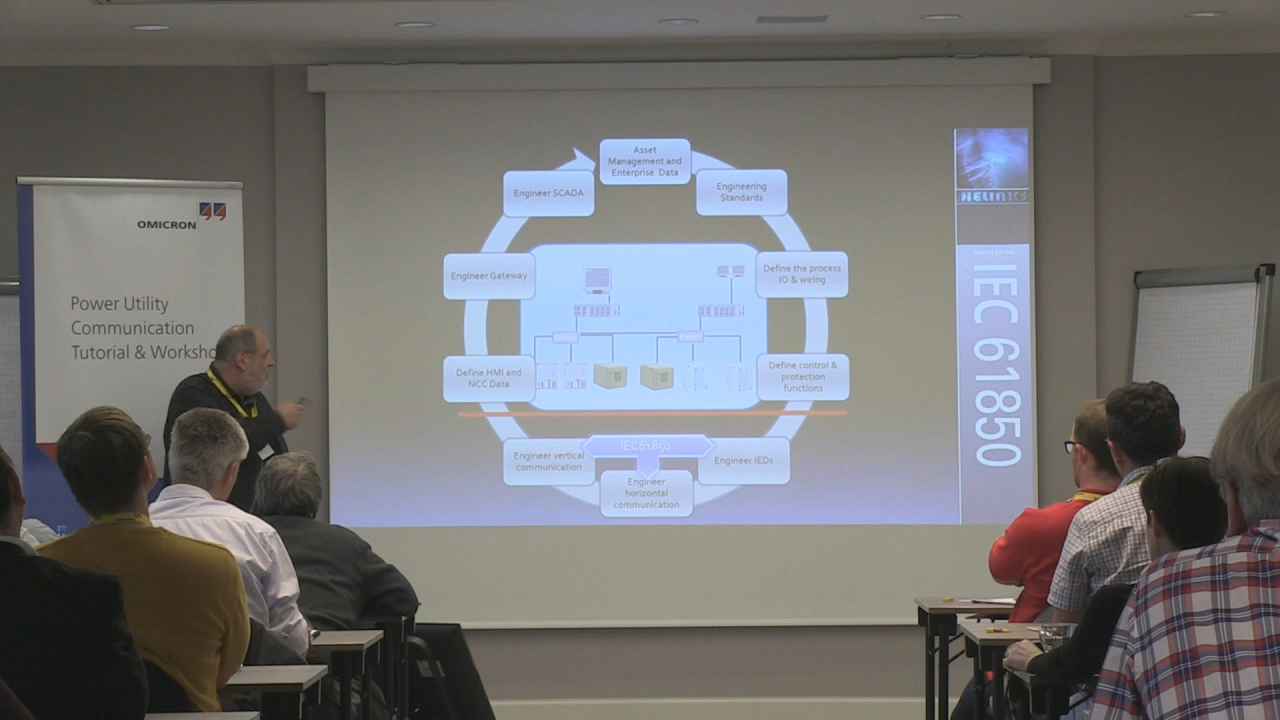 OMICRON
Power Utility
Communication
Tutorial & Worksho
Asset
Management and
Enterprise Data
Engineering
Standards
Define the process
IO & wiring
Define control &
protection
functions
Engineer IEDs
Engineer
horizontal
communication
Engineer vertical
communication
Define HMI and
NCC Data
Engineer Gateway
Engineer SCADA
IEC61850
HELINKS
IEC 61850